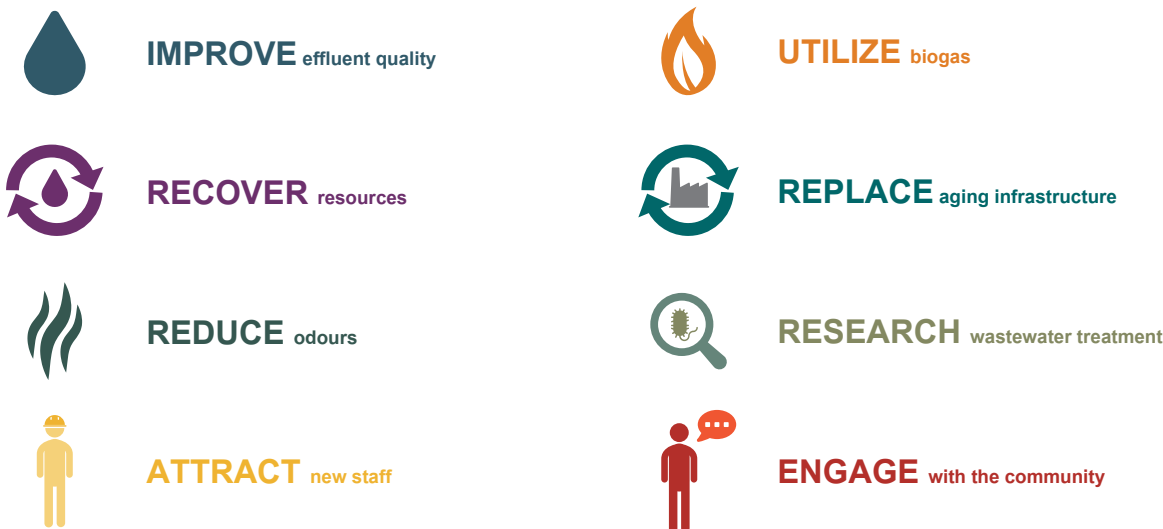 IMPROVE effluent quality
UTILIZE biogas
RECOVER resources
REPLACE aging infrastructure
REDUCE odours
RESEARCH wastewater treatment
ATTRACT new staff
ENGAGE with the community